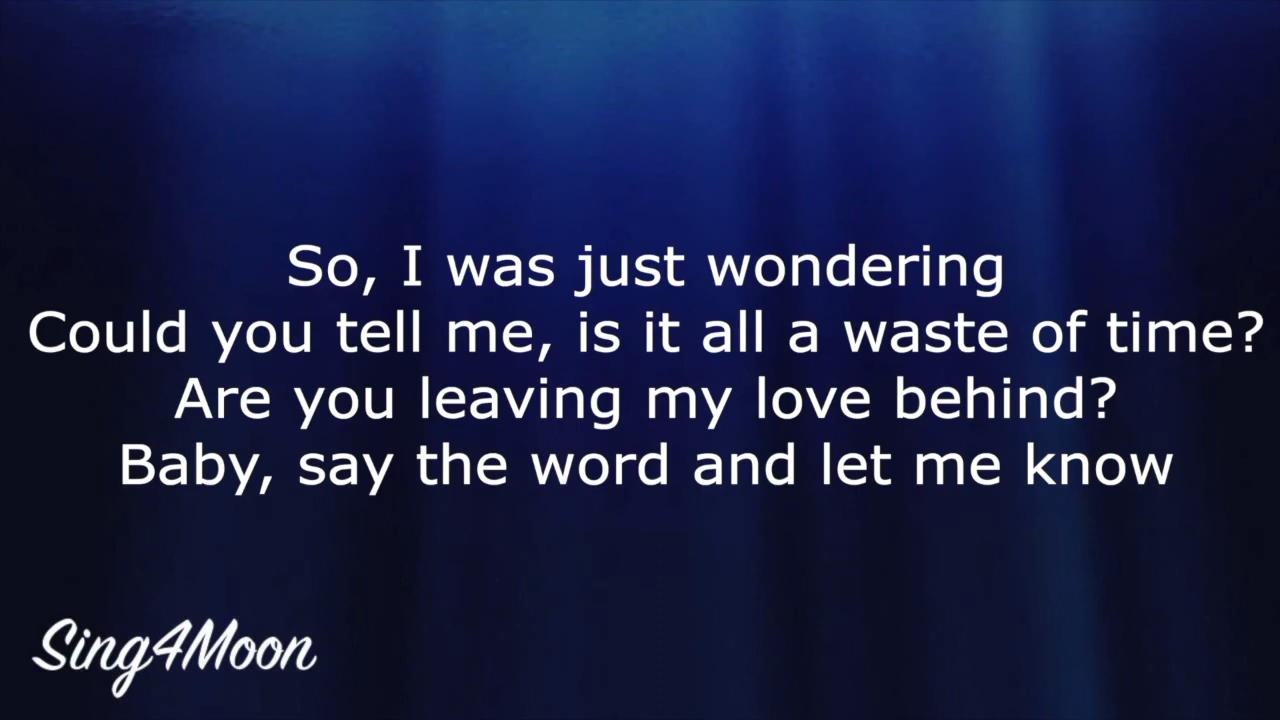 So, I was just wondering
Could you tell me, is it all a waste of time?
Are you leaving my love behind?
Baby, say the word and let me know
Sing4Moon